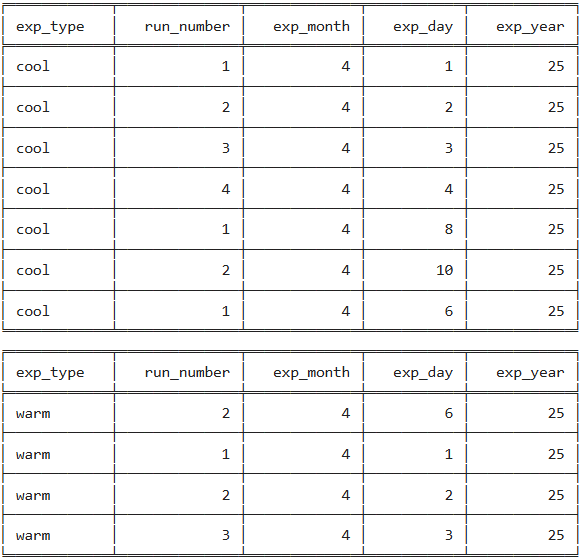 exp_type run_number exp_month exp_day exp_year
cool 1 4 1 25
cool 2 4 2 25
cool 3 4 3 25
cool 4 4 4 25
cool 1 4 8 25
cool 2 4 10 25
cool 1 4 6 25
exp_type run_number exp_month exp_day exp_year
warm 2 4 6 25
warm 1 4 1 25
warm 2 4 2 25
warm 3 4 3 25